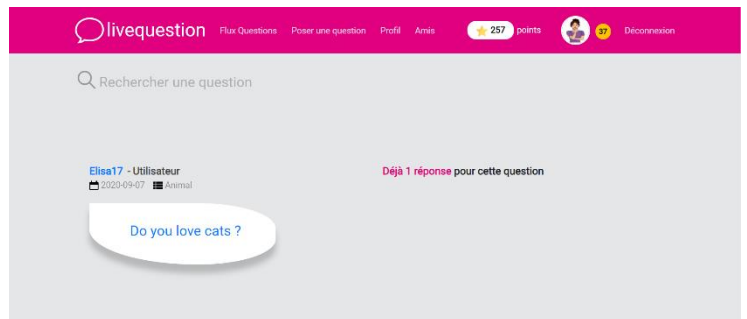 livequestion Flux Questions Poser une question Profil Amis 257 points 37 Déconnexion
Rechercher une question
Elisa17 - Utilisateur
Déjà 1 réponse pour cette question
2020-09-07 Animal
Do you love cats ?